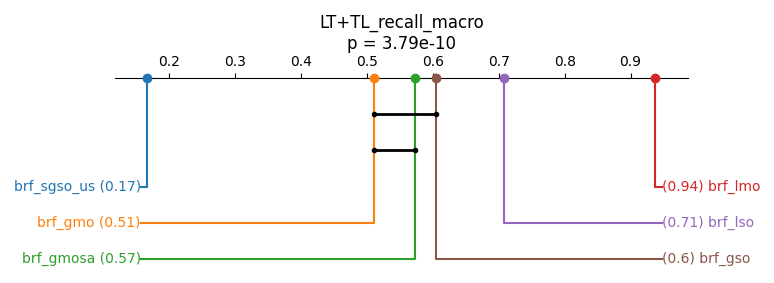 LT+TL_recall_macro
p = 3.79e-10
0.2 0.3 0.4 0.5 0.6 0.7 0.8 0.9
brf_sgso_us (0.17) (0.94) brf_lmo
brf_gmo (0.51) (0.71) brf_lso
brf_gmosa (0.57) (0.6) brf_gso